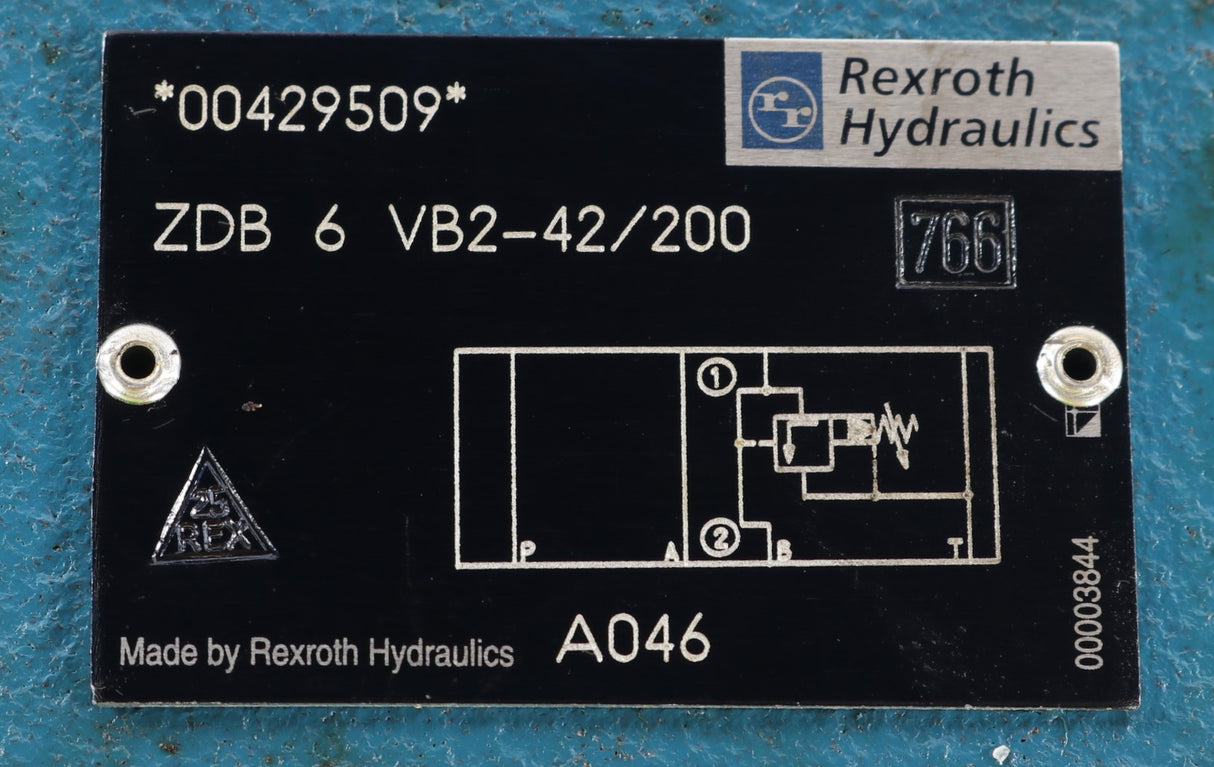 *00429509*
rr
Rexroth
Hydraulics
ZDB 6 VB2-42/200
766
1
2
P
A
B
T
25
REX
Made by Rexroth Hydraulics
A046
00003844